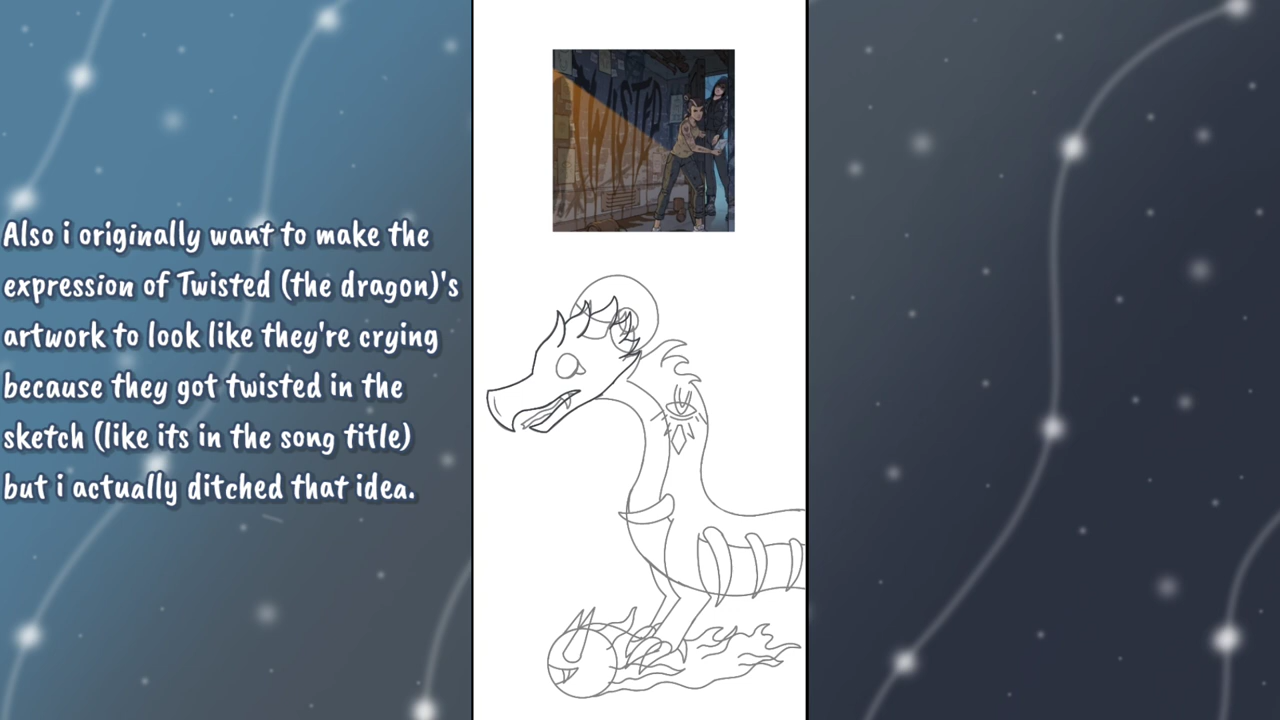 Also i originally want to make the
expression of Twisted (the dragon)'s
artwork to look like they're crying
because they got twisted in the
sketch (like its in the song title)
but i actually ditched that idea.
TWISTED